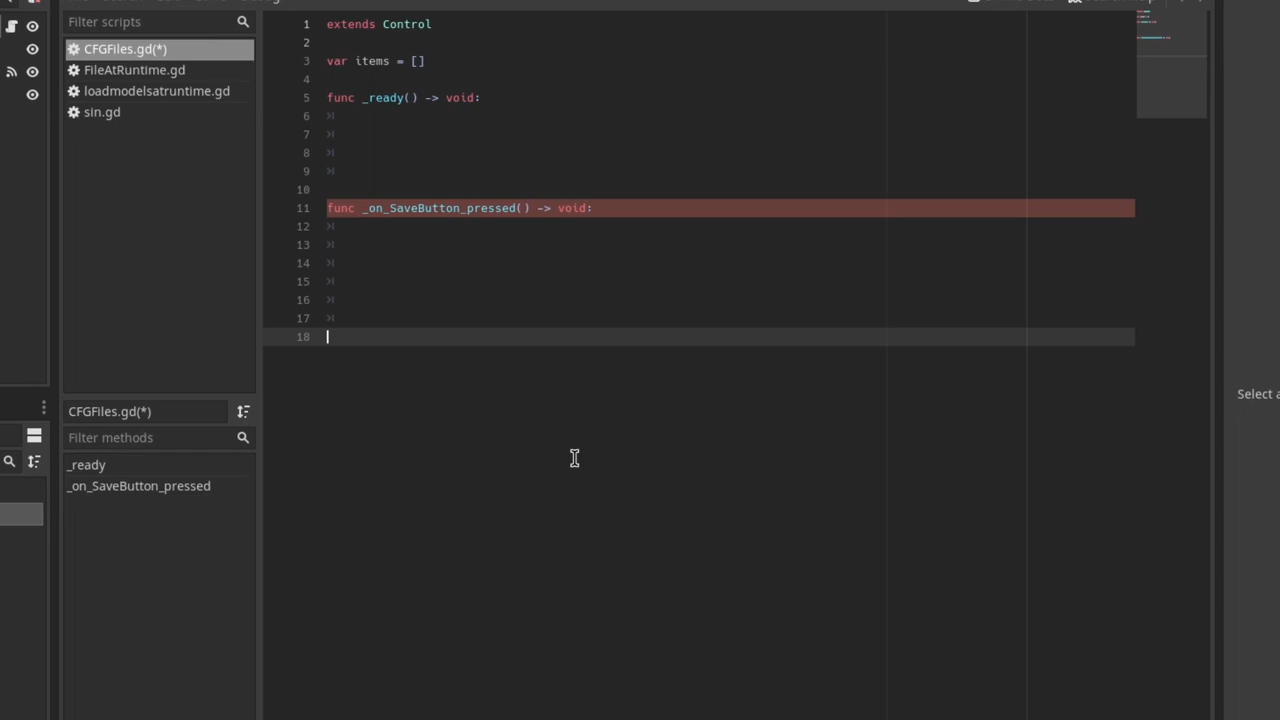 Filter scripts
CFGFiles.gd(*)
FileAtRuntime.gd
loadmodelsatruntime.gd
sin.gd
CFGFiles.gd(*)
Filter methods
_ready
_on_SaveButton_pressed
1 extends Control
2
3 var items = []
4
5 func _ready() -> void:
6
7
8
9
10
11 func _on_SaveButton_pressed() -> void:
12
13
14
15
16
17
18
Select